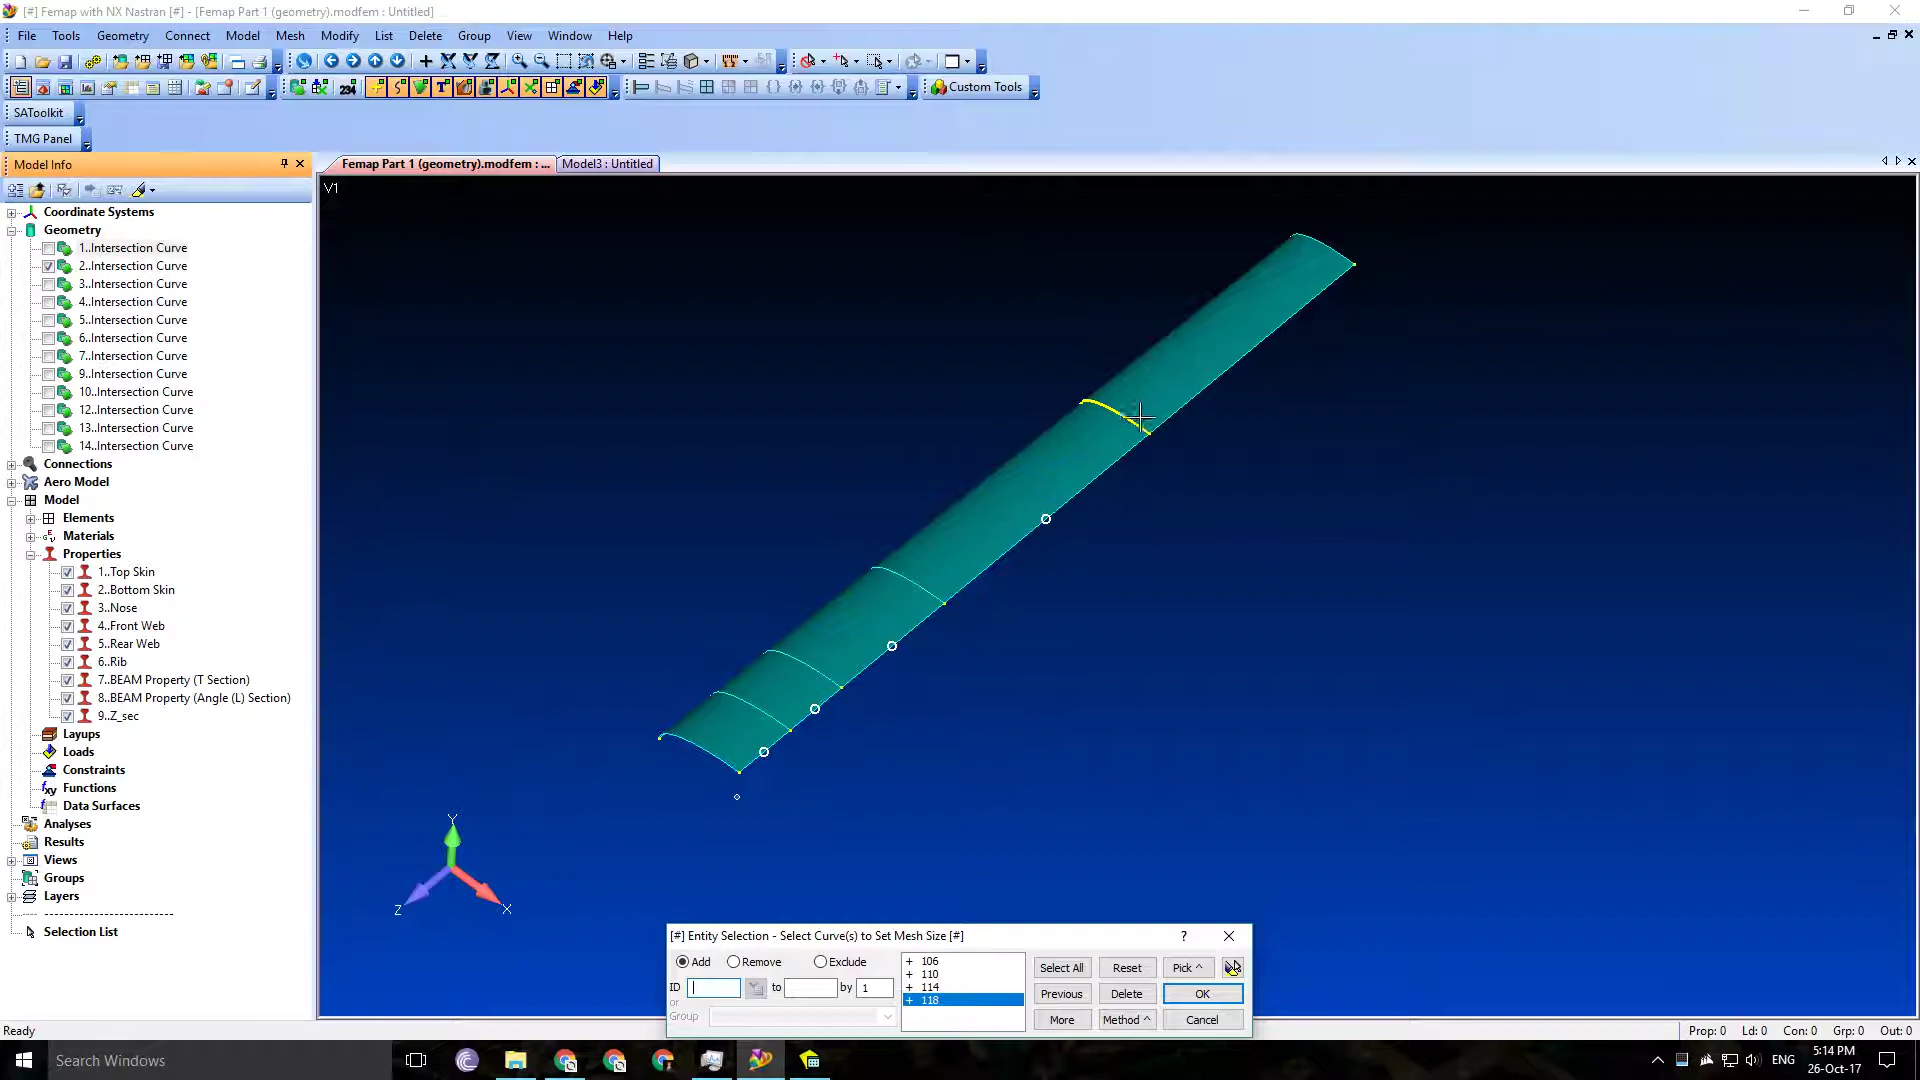 [#] Femap with NX Nastran [#] - [Femap Part 1 (geometry).modfem : Untitled]
File Tools Geometry Connect Model Mesh Modify List Delete Group View Window Help
234
Custom Tools
SAToolkit
TMG Panel
Model Info
Femap Part 1 (geometry).modfem : ...
Model3 : Untitled
V1
Coordinate Systems
Geometry
1..Intersection Curve
2..Intersection Curve
3..Intersection Curve
4..Intersection Curve
5..Intersection Curve
6..Intersection Curve
7..Intersection Curve
9..Intersection Curve
10..Intersection Curve
12..Intersection Curve
13..Intersection Curve
14..Intersection Curve
Connections
Aero Model
Model
Elements
Materials
Properties
1..Top Skin
2..Bottom Skin
3..Nose
4..Front Web
5..Rear Web
6..Rib
7..BEAM Property (T Section)
8..BEAM Property (Angle (L) Section)
9..Z_sec
Layups
Loads
Constraints
Functions
Data Surfaces
Analyses
Results
Views
Groups
Layers
Selection List
Y
Z
X
[#] Entity Selection - Select Curve(s) to Set Mesh Size [#]
Add Remove Exclude
ID to by 1
or
Group
+ 106
+ 110
+ 114
+ 118
Select All Reset Pick ^
Previous Delete OK
More Method ^ Cancel
Ready
Prop: 0 Ld: 0 Con: 0 Grp: 0 Out: 0
Search Windows
ENG
5:14 PM
26-Oct-17